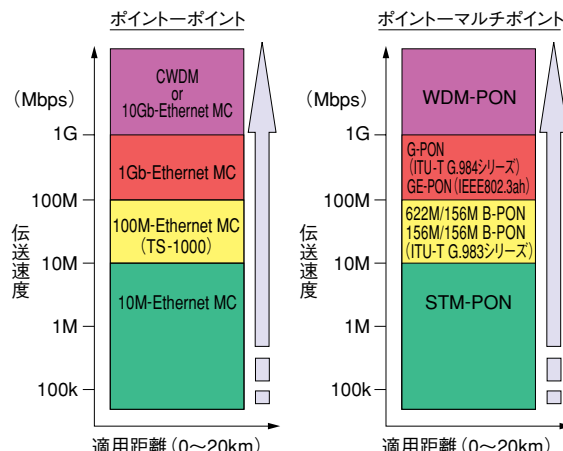 ポイントーポイント
(Mbps)
1G
100M
10M
1M
100k
伝送速度
CWDM
or
10Gb-Ethernet MC
1Gb-Ethernet MC
100M-Ethernet MC
(TS-1000)
10M-Ethernet MC
適用距離(0〜20km)
ポイントーマルチポイント
(Mbps)
1G
100M
10M
1M
100k
伝送速度
WDM-PON
G-PON
(ITU-T G.984シリーズ)
GE-PON(IEEE802.3ah)
622M/156M B-PON
156M/156M B-PON
(ITU-T G.983シリーズ)
STM-PON
適用距離(0〜20km)